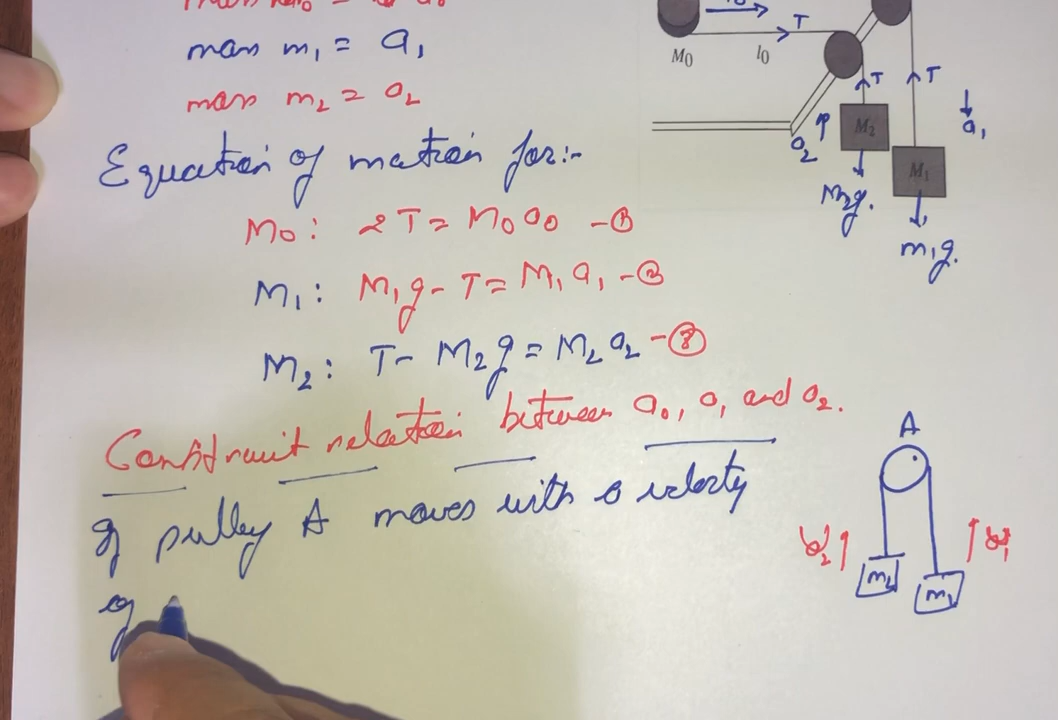 mass m₁ = a₁
mass m₂ = a₂
Equation of motion for:-
M₀: 2T = M₀a₀ -①
M₁: M₁g - T = M₁a₁ -②
M₂: T - M₂g = M₂a₂ -③
Constraint relation between a₀, a₁ and a₂.
If pulley A moves with a velocity
of
M₀
l₀
T
T
T
a₁
a₂
M₂
M₁
M₂g.
m₁g.
A
m₂
m₁